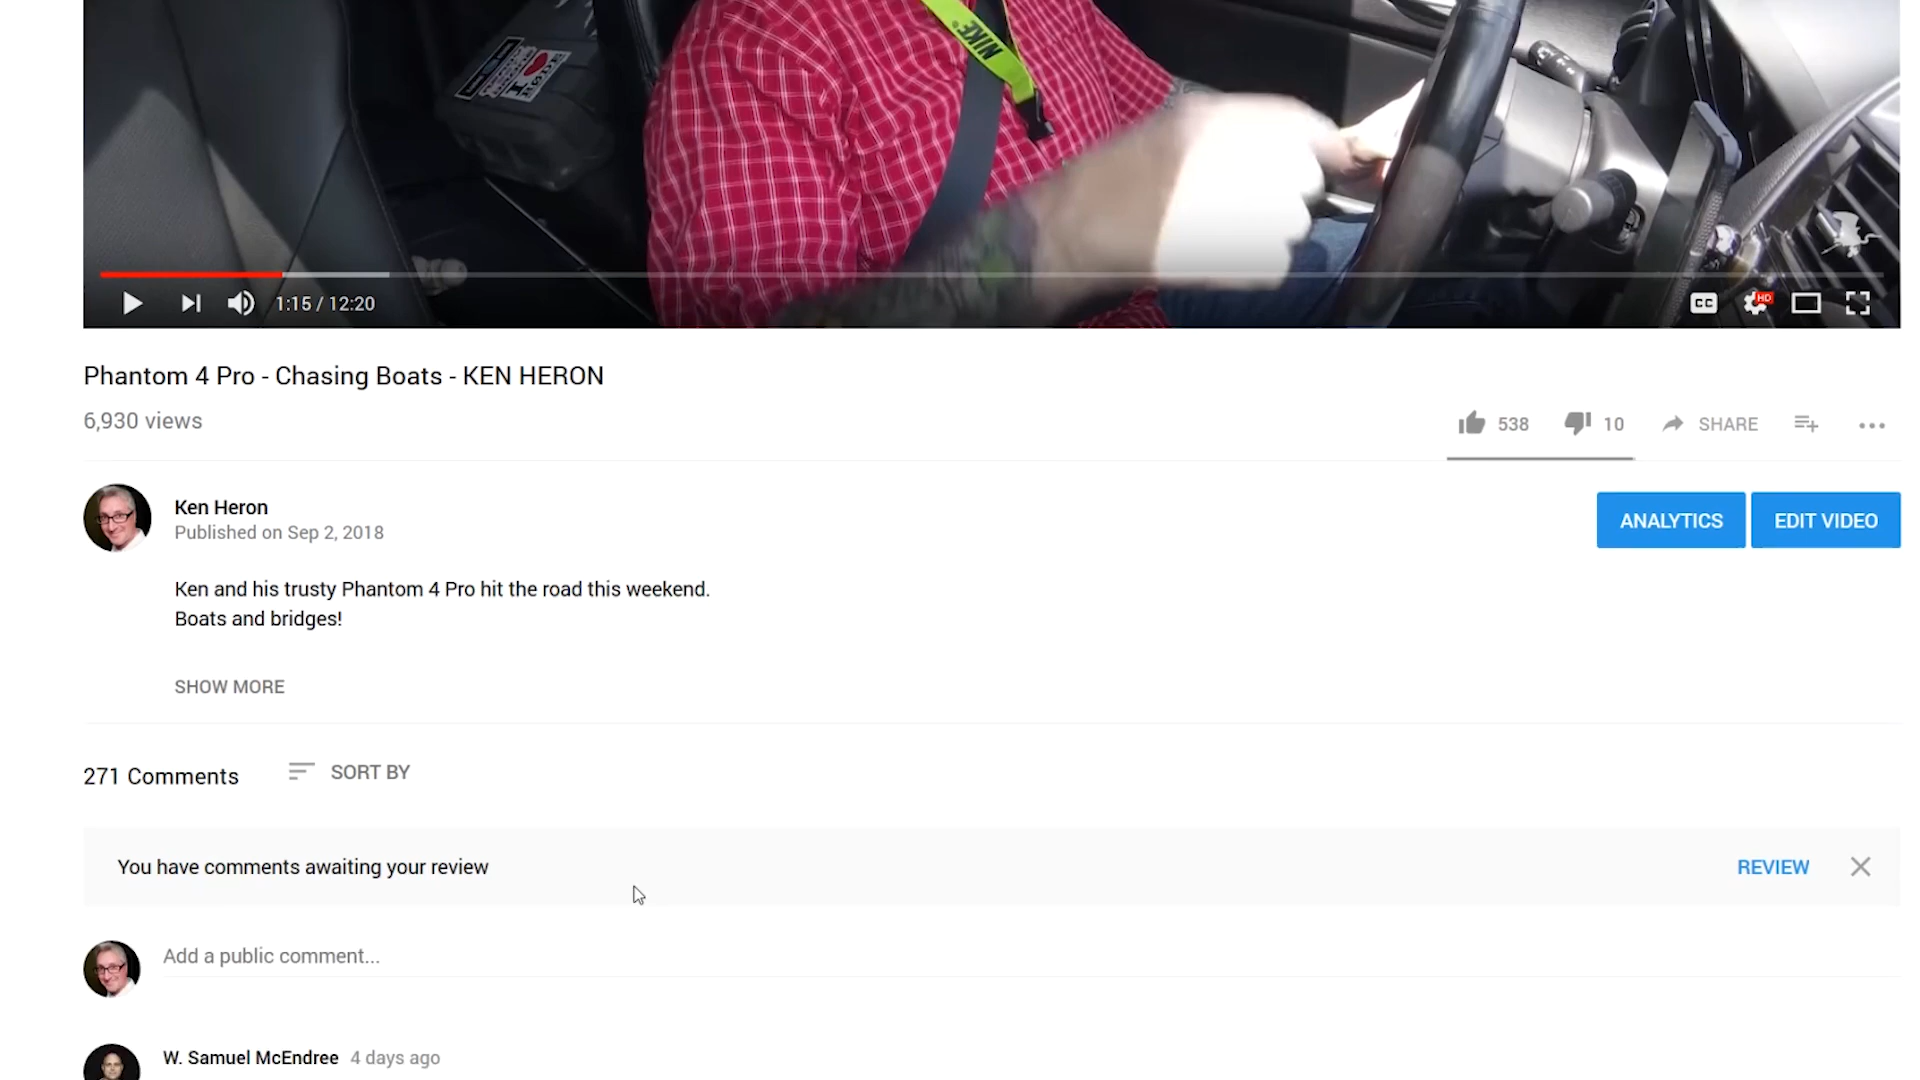 NIKE
I
1:15 / 12:20
CC
HD
Phantom 4 Pro - Chasing Boats - KEN HERON
6,930 views
538
10
SHARE
Ken Heron
Published on Sep 2, 2018
ANALYTICS
EDIT VIDEO
Ken and his trusty Phantom 4 Pro hit the road this weekend.
Boats and bridges!
SHOW MORE
271 Comments
SORT BY
You have comments awaiting your review
REVIEW
Add a public comment...
W. Samuel McEndree 4 days ago